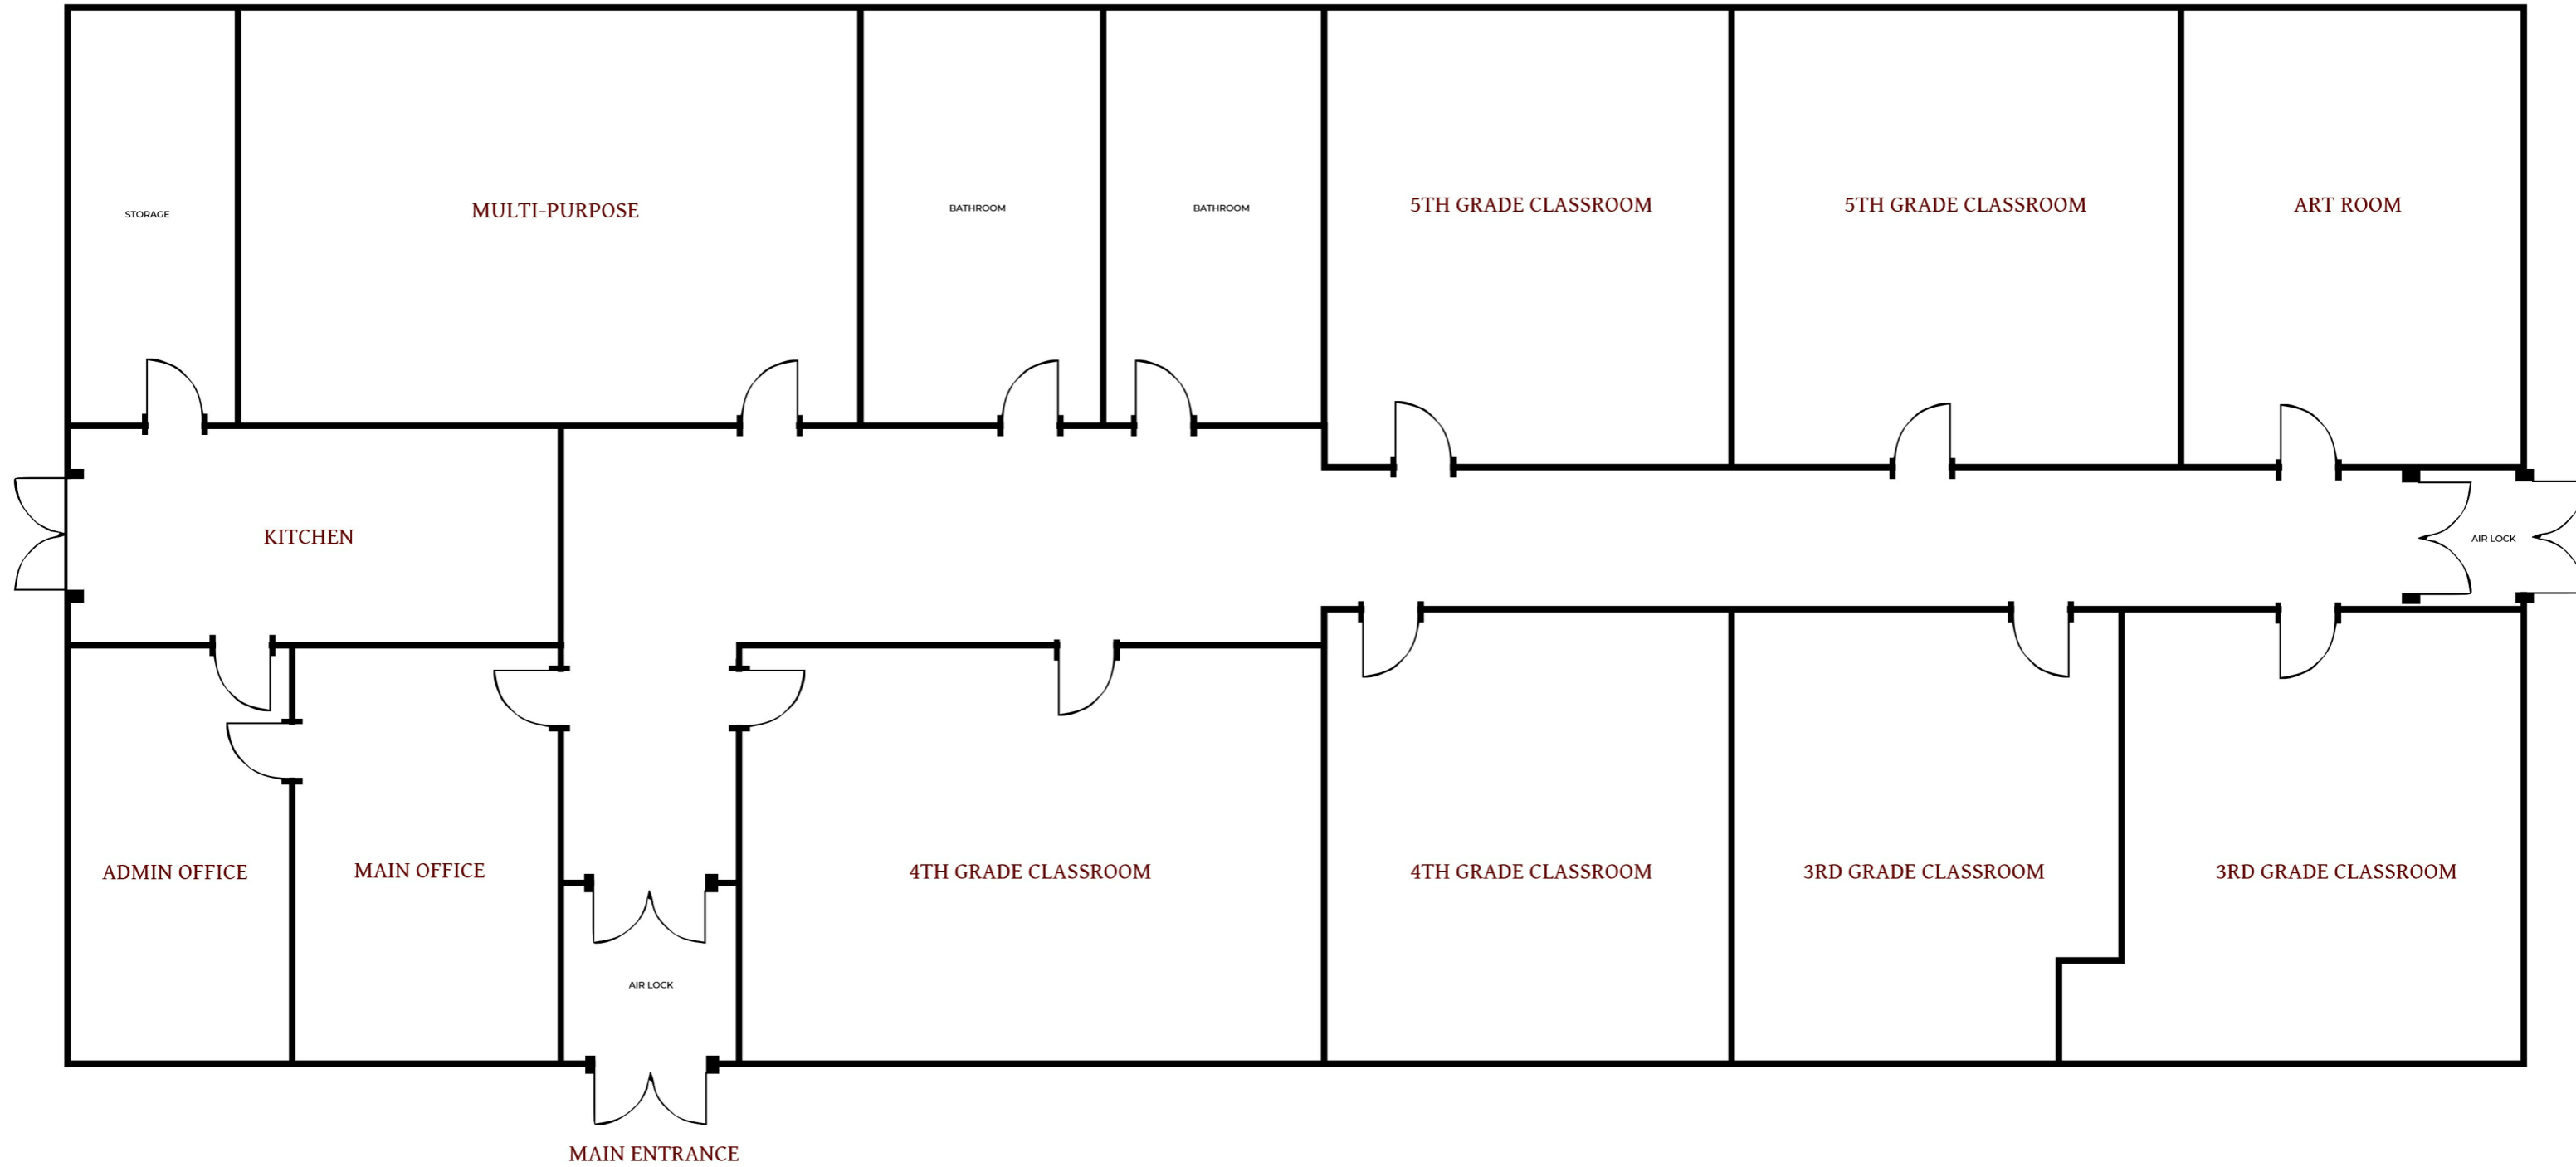 STORAGE
MULTI-PURPOSE
BATHROOM
BATHROOM
5TH GRADE CLASSROOM
5TH GRADE CLASSROOM
ART ROOM
KITCHEN
AIR LOCK
ADMIN OFFICE
MAIN OFFICE
4TH GRADE CLASSROOM
4TH GRADE CLASSROOM
3RD GRADE CLASSROOM
3RD GRADE CLASSROOM
AIR LOCK
MAIN ENTRANCE